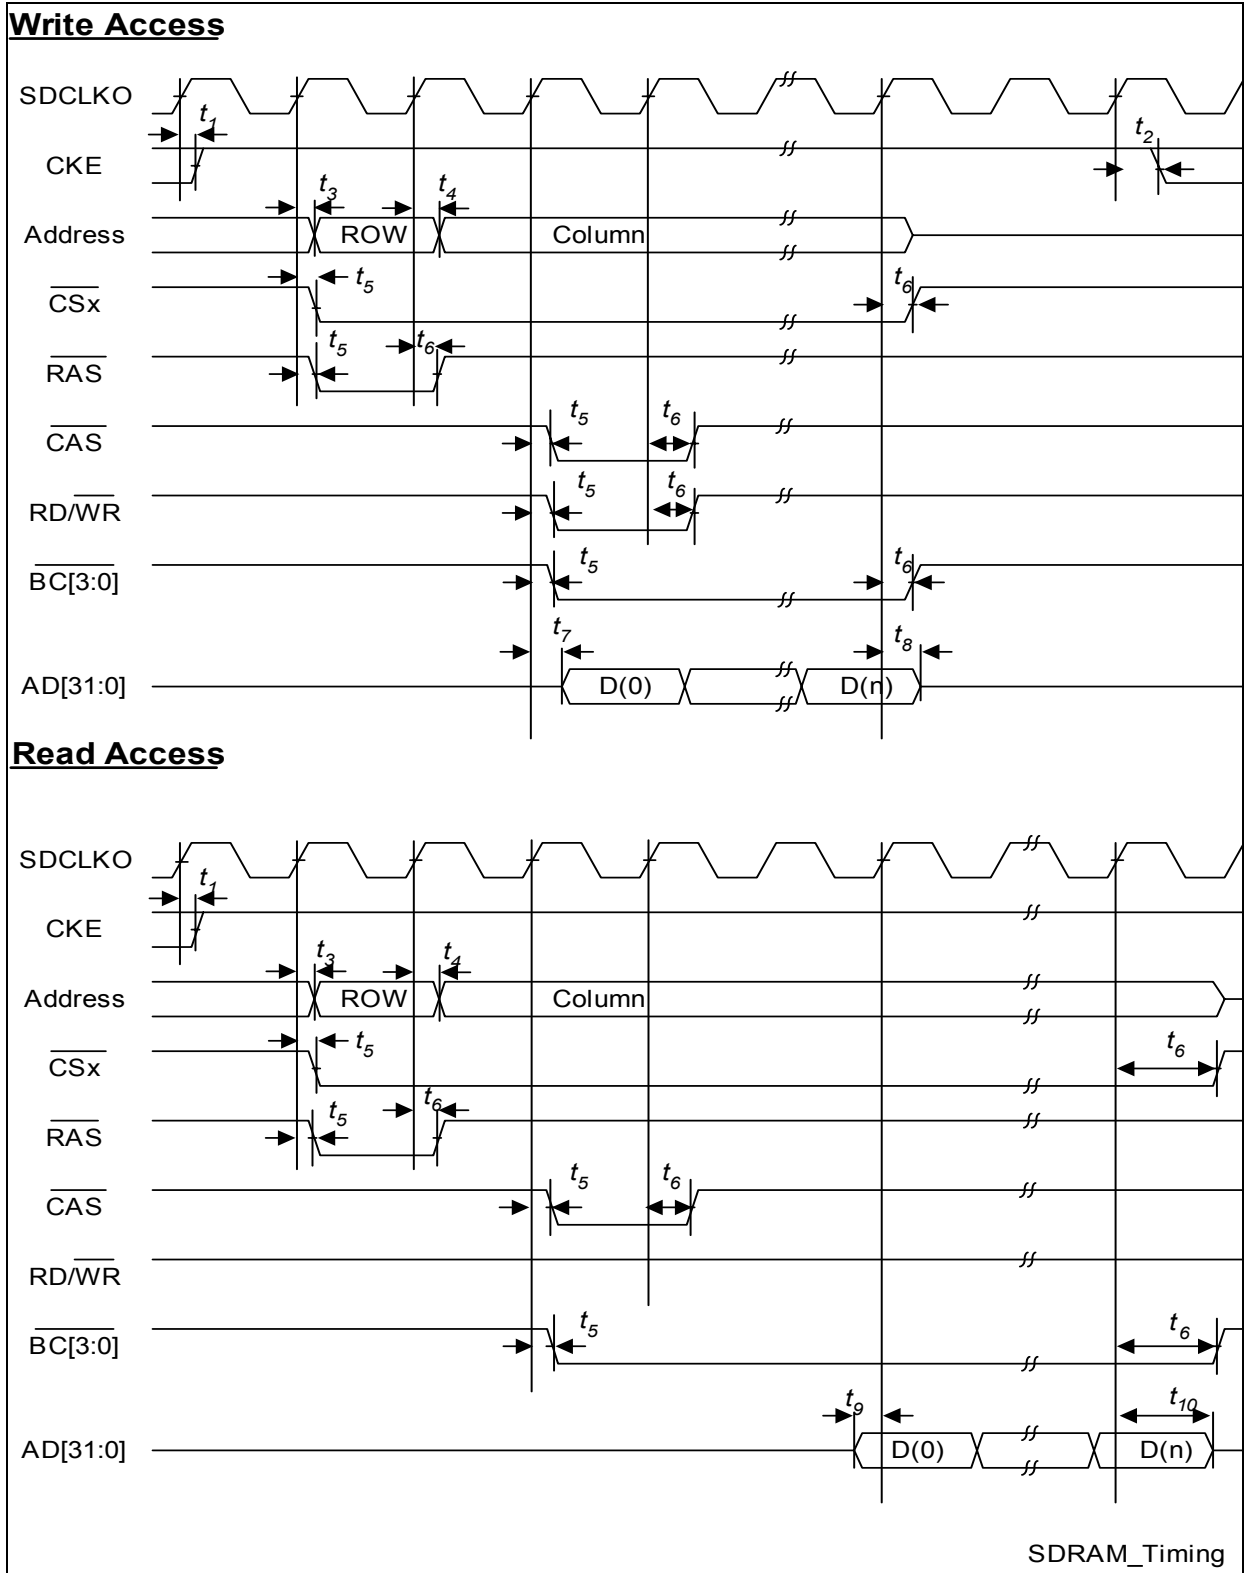 Write Access
SDCLKO
t1
t2
CKE
t3
t4
Address
ROW
Column
CSx
t5
t6
RAS
t5
t6
CAS
t5
t6
RD/WR
t5
t6
BC[3:0]
t5
t6
t7
t8
AD[31:0]
D(0)
D(n)
Read Access
SDCLKO
t1
CKE
t3
t4
Address
ROW
Column
CSx
t5
t6
RAS
t5
t6
CAS
t5
t6
RD/WR
BC[3:0]
t5
t6
t9
t10
AD[31:0]
D(0)
D(n)
SDRAM_Timing